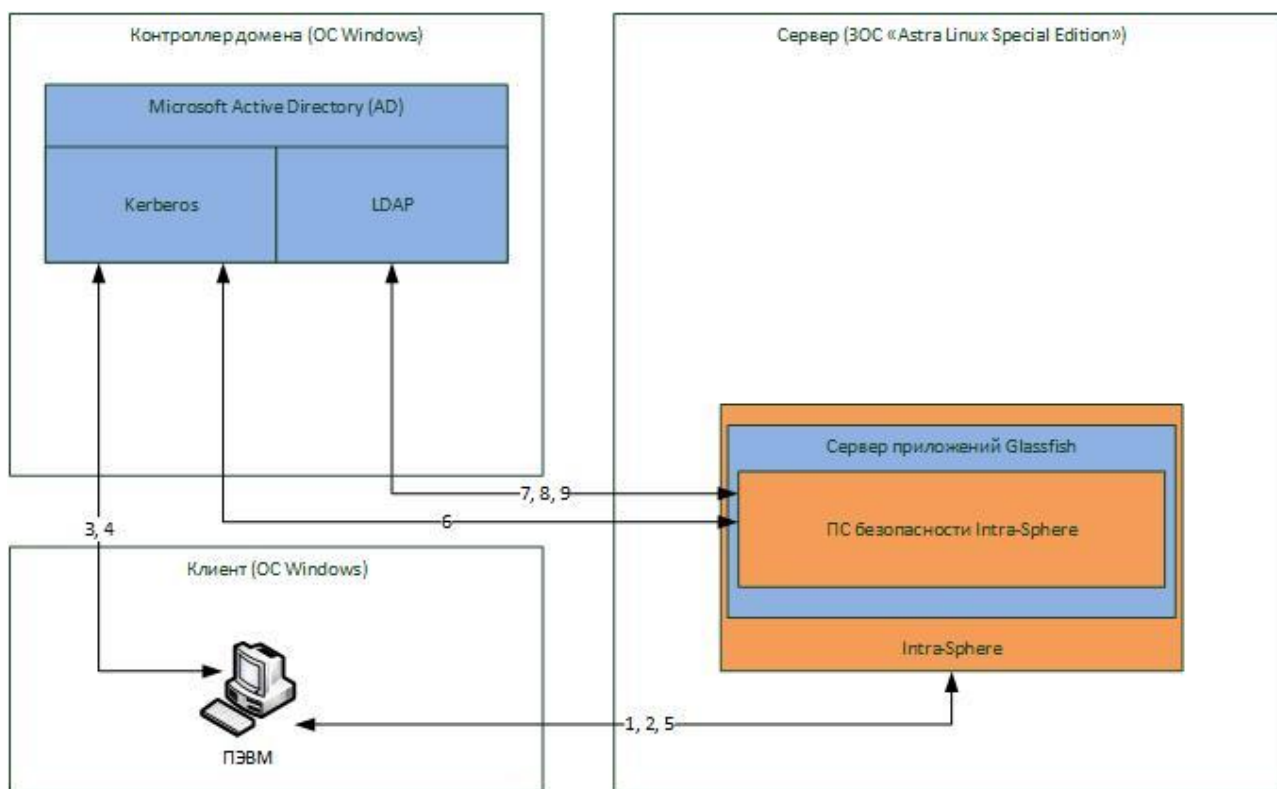 Контроллер домена (ОС Windows)
Microsoft Active Directory (AD)
Kerberos
LDAP
Сервер (ЗОС «Astra Linux Special Edition»)
Сервер приложений Glassfish
ПС безопасности Intra-Sphere
Intra-Sphere
7, 8, 9
6
3, 4
Клиент (ОС Windows)
ПЭВМ
1, 2, 5